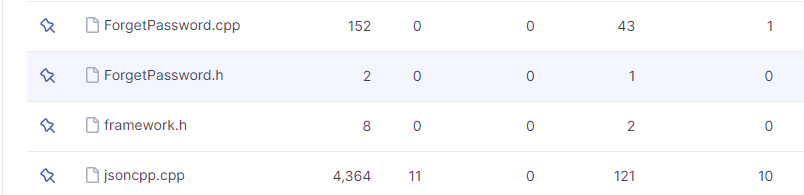 ForgetPassword.cpp 152 0 0 43 1
ForgetPassword.h 2 0 0 1 0
framework.h 8 0 0 2 0
jsoncpp.cpp 4,364 11 0 121 10